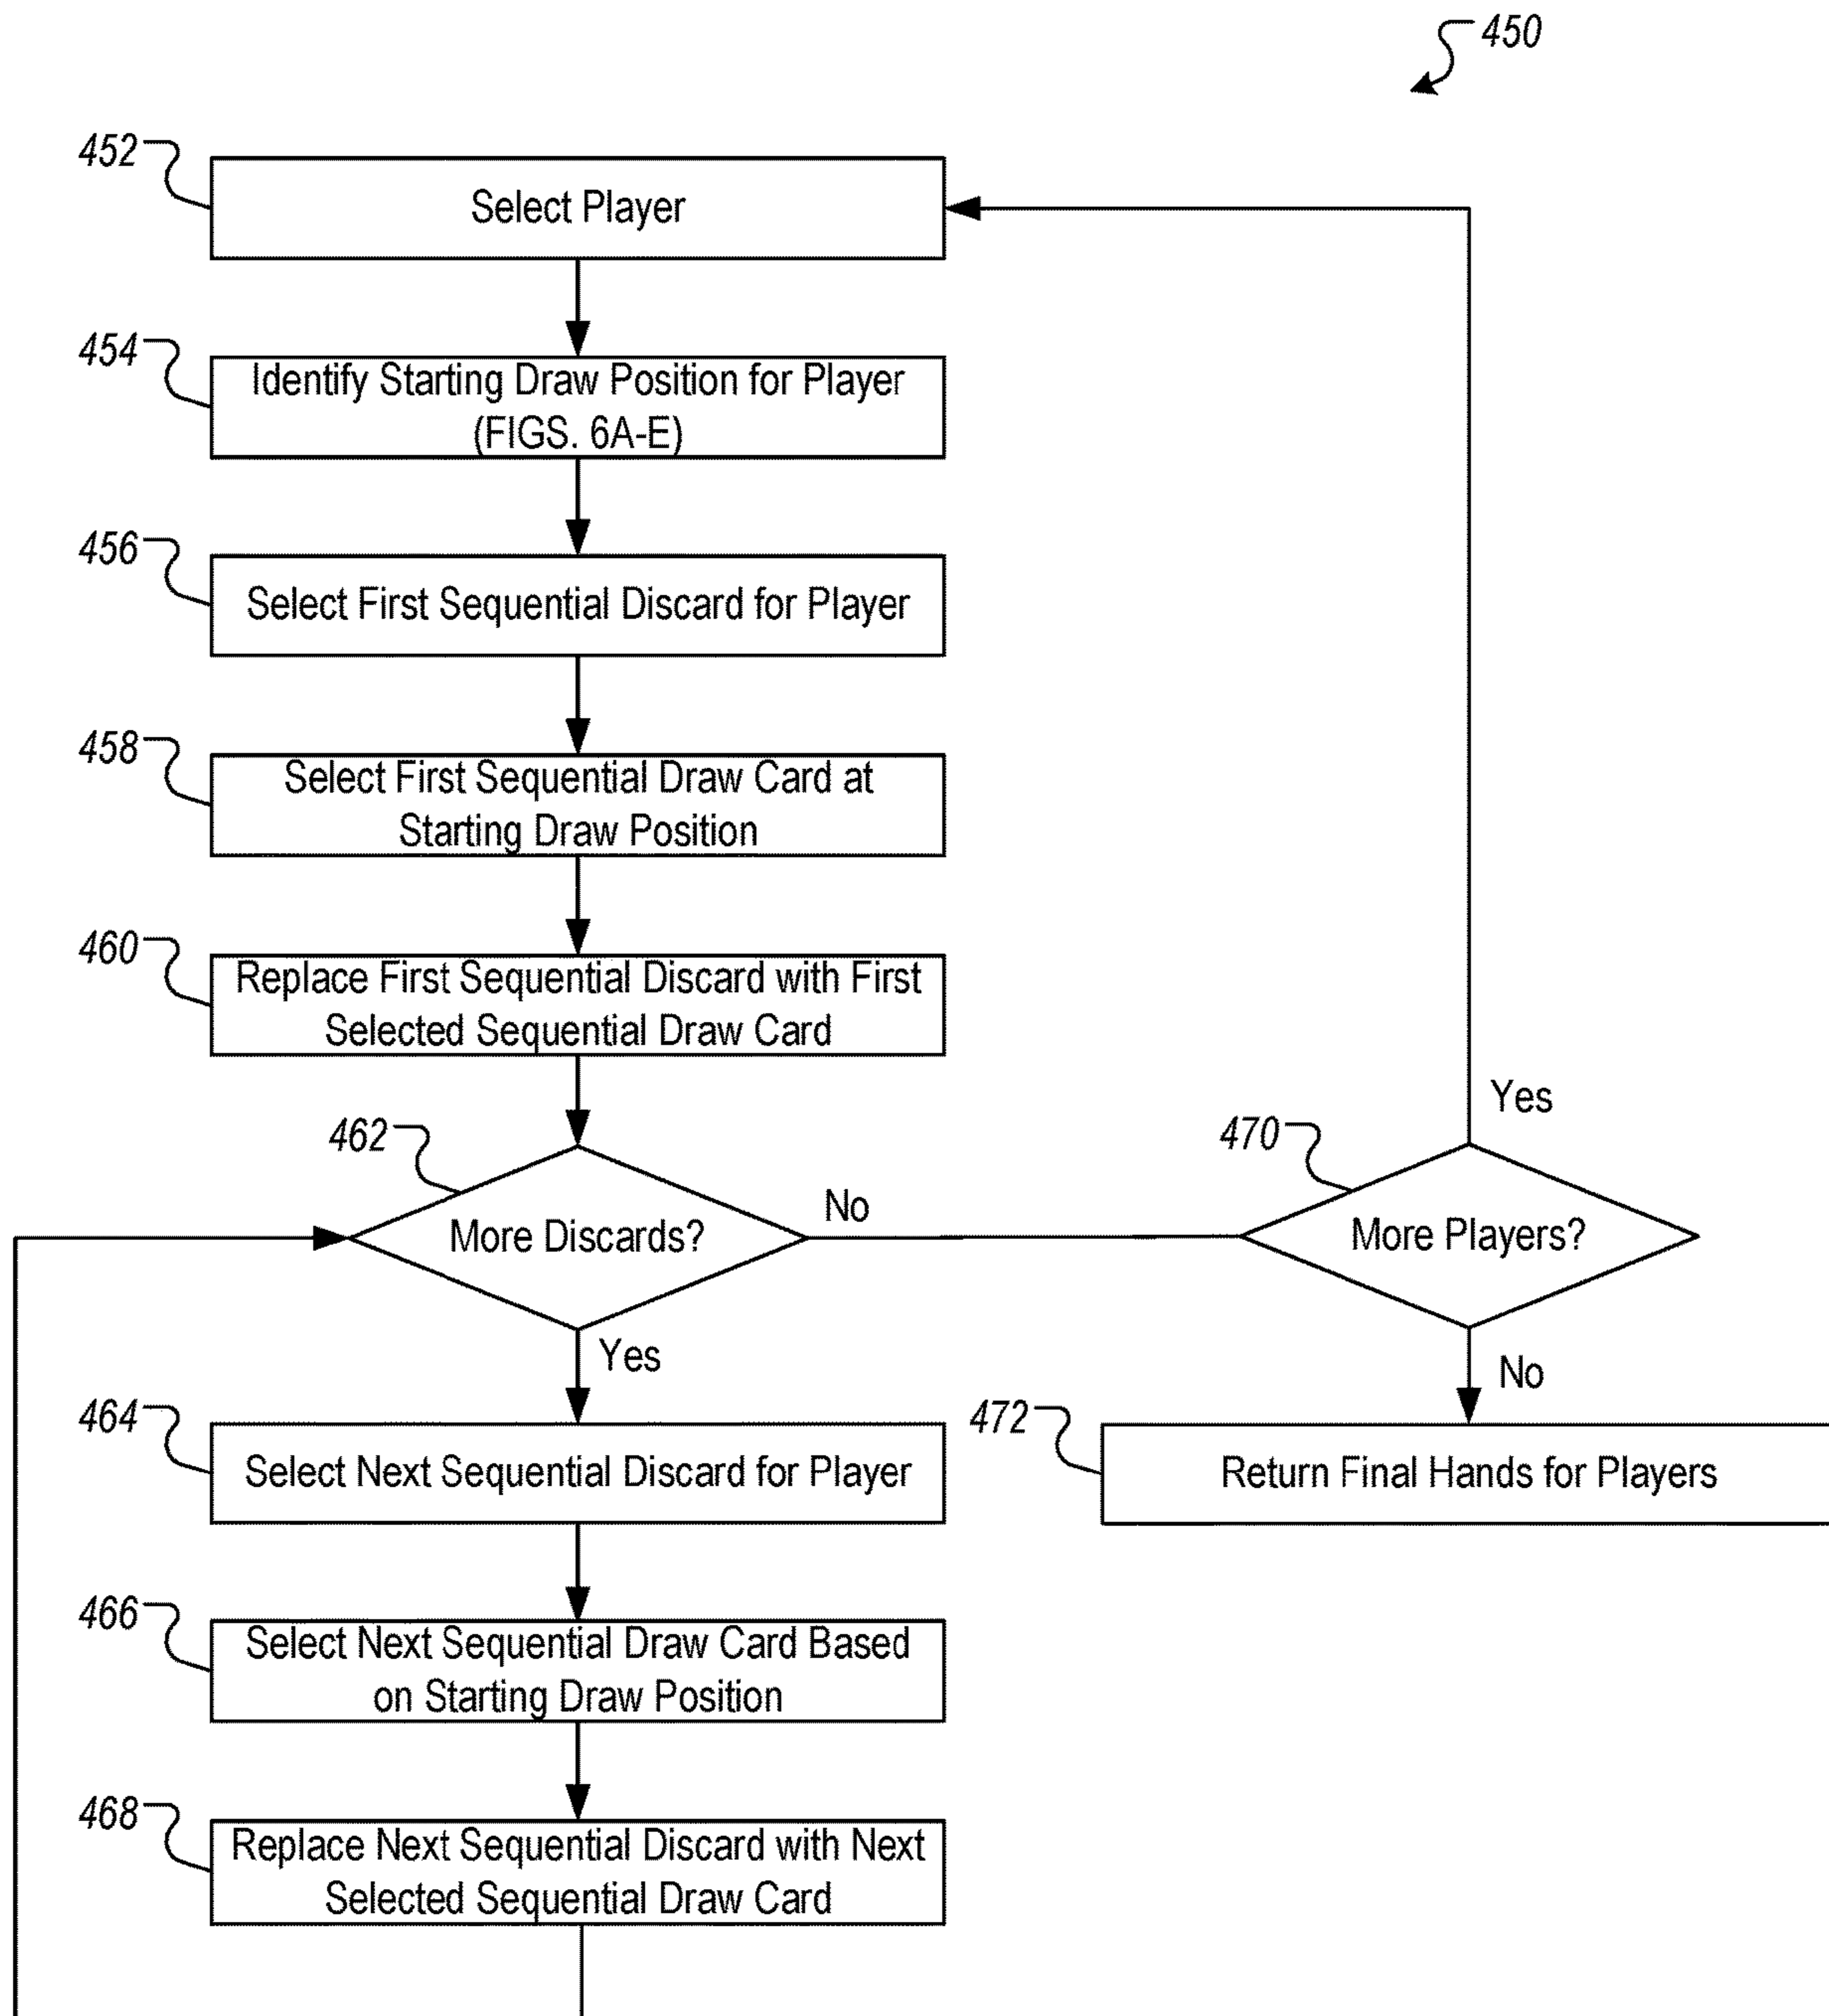 450
452
Select Player
454
Identify Starting Draw Position for Player
(FIGS. 6A-E)
456
Select First Sequential Discard for Player
458
Select First Sequential Draw Card at
Starting Draw Position
460
Replace First Sequential Discard with First
Selected Sequential Draw Card
462
More Discards?
No
Yes
470
More Players?
Yes
No
464
Select Next Sequential Discard for Player
472
Return Final Hands for Players
466
Select Next Sequential Draw Card Based
on Starting Draw Position
468
Replace Next Sequential Discard with Next
Selected Sequential Draw Card